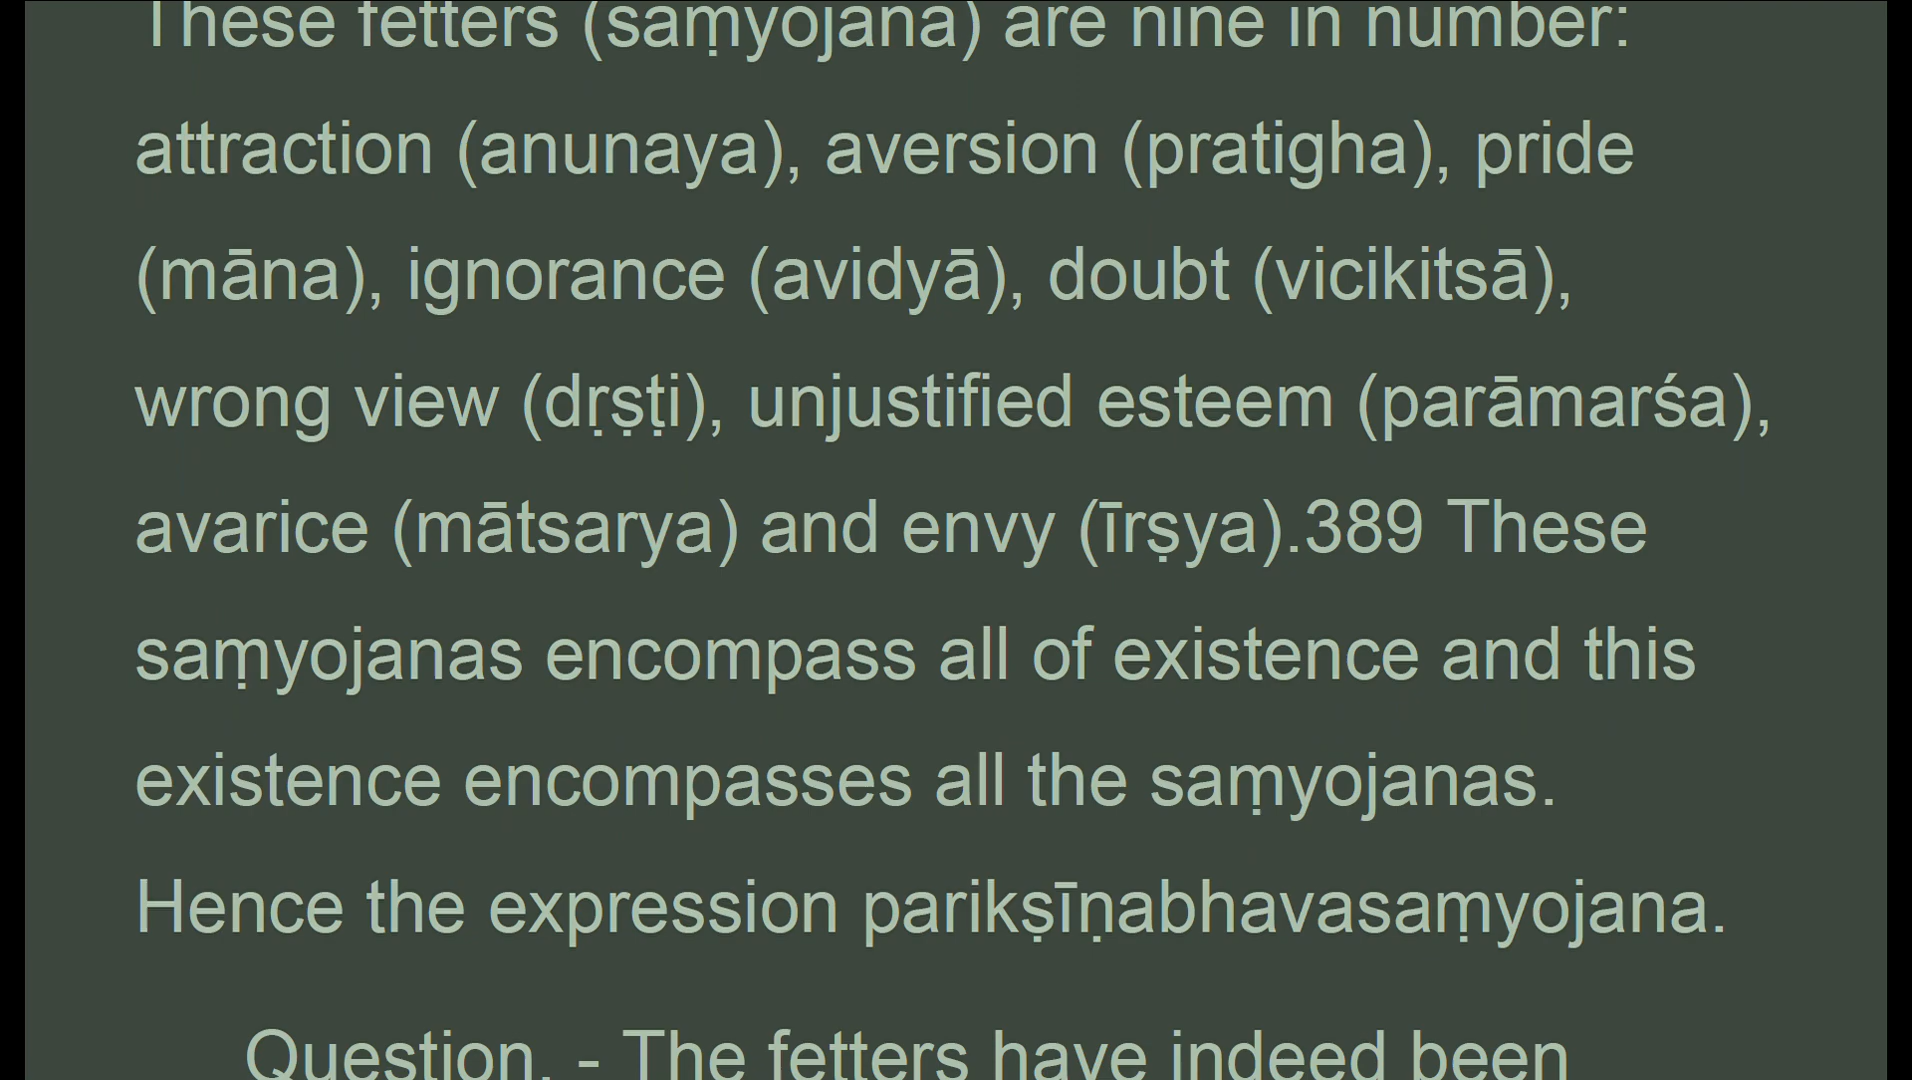 These fetters (saṃyojana) are nine in number:
attraction (anunaya), aversion (pratigha), pride
(māna), ignorance (avidyā), doubt (vicikitsā),
wrong view (dṛṣṭi), unjustified esteem (parāmarśa),
avarice (mātsarya) and envy (īrṣya).389 These
saṃyojanas encompass all of existence and this
existence encompasses all the saṃyojanas.
Hence the expression parikṣīṇabhavasaṃyojana.
Question. - The fetters have indeed been